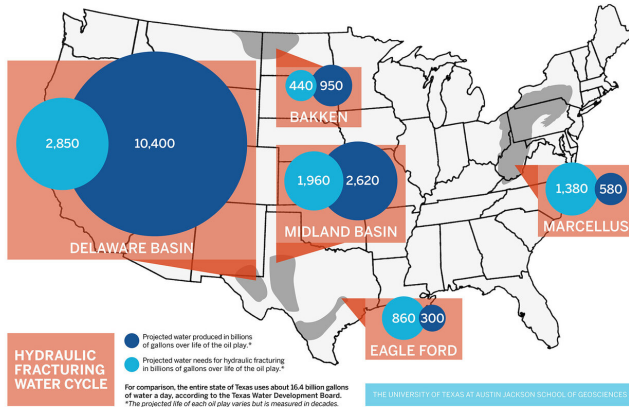 440 950
BAKKEN
2,850 10,400
DELAWARE BASIN
1,960 2,620
MIDLAND BASIN
1,380 580
MARCELLUS
860 300
EAGLE FORD
HYDRAULIC
FRACTURING
WATER CYCLE
Projected water produced in billions
of gallons over life of the oil play.*
Projected water needs for hydraulic fracturing
in billions of gallons over life of the oil play.*
For comparison, the entire state of Texas uses about 16.4 billion gallons
of water a day, according to the Texas Water Development Board.
*The projected life of each oil play varies but is measured in decades.
THE UNIVERSITY OF TEXAS AT AUSTIN JACKSON SCHOOL OF GEOSCIENCES